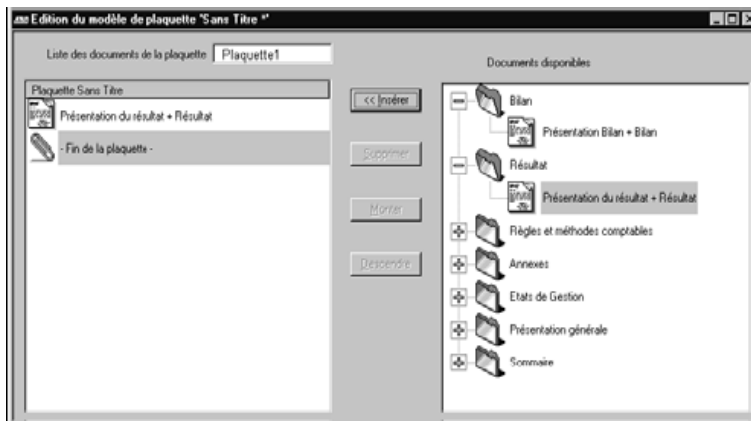 Edition du modèle de plaquette "Sans Titre *"
Liste des documents de la plaquette Plaquette1
Documents disponibles
Plaquette Sans Titre
Présentation du résultat + Résultat
- Fin de la plaquette -
<< Insérer
Supprimer
Monter
Descendre
Bilan
Présentation Bilan + Bilan
Résultat
Présentation du résultat + Résultat
Règles et méthodes comptables
Annexes
Etats de Gestion
Présentation générale
Sommaire